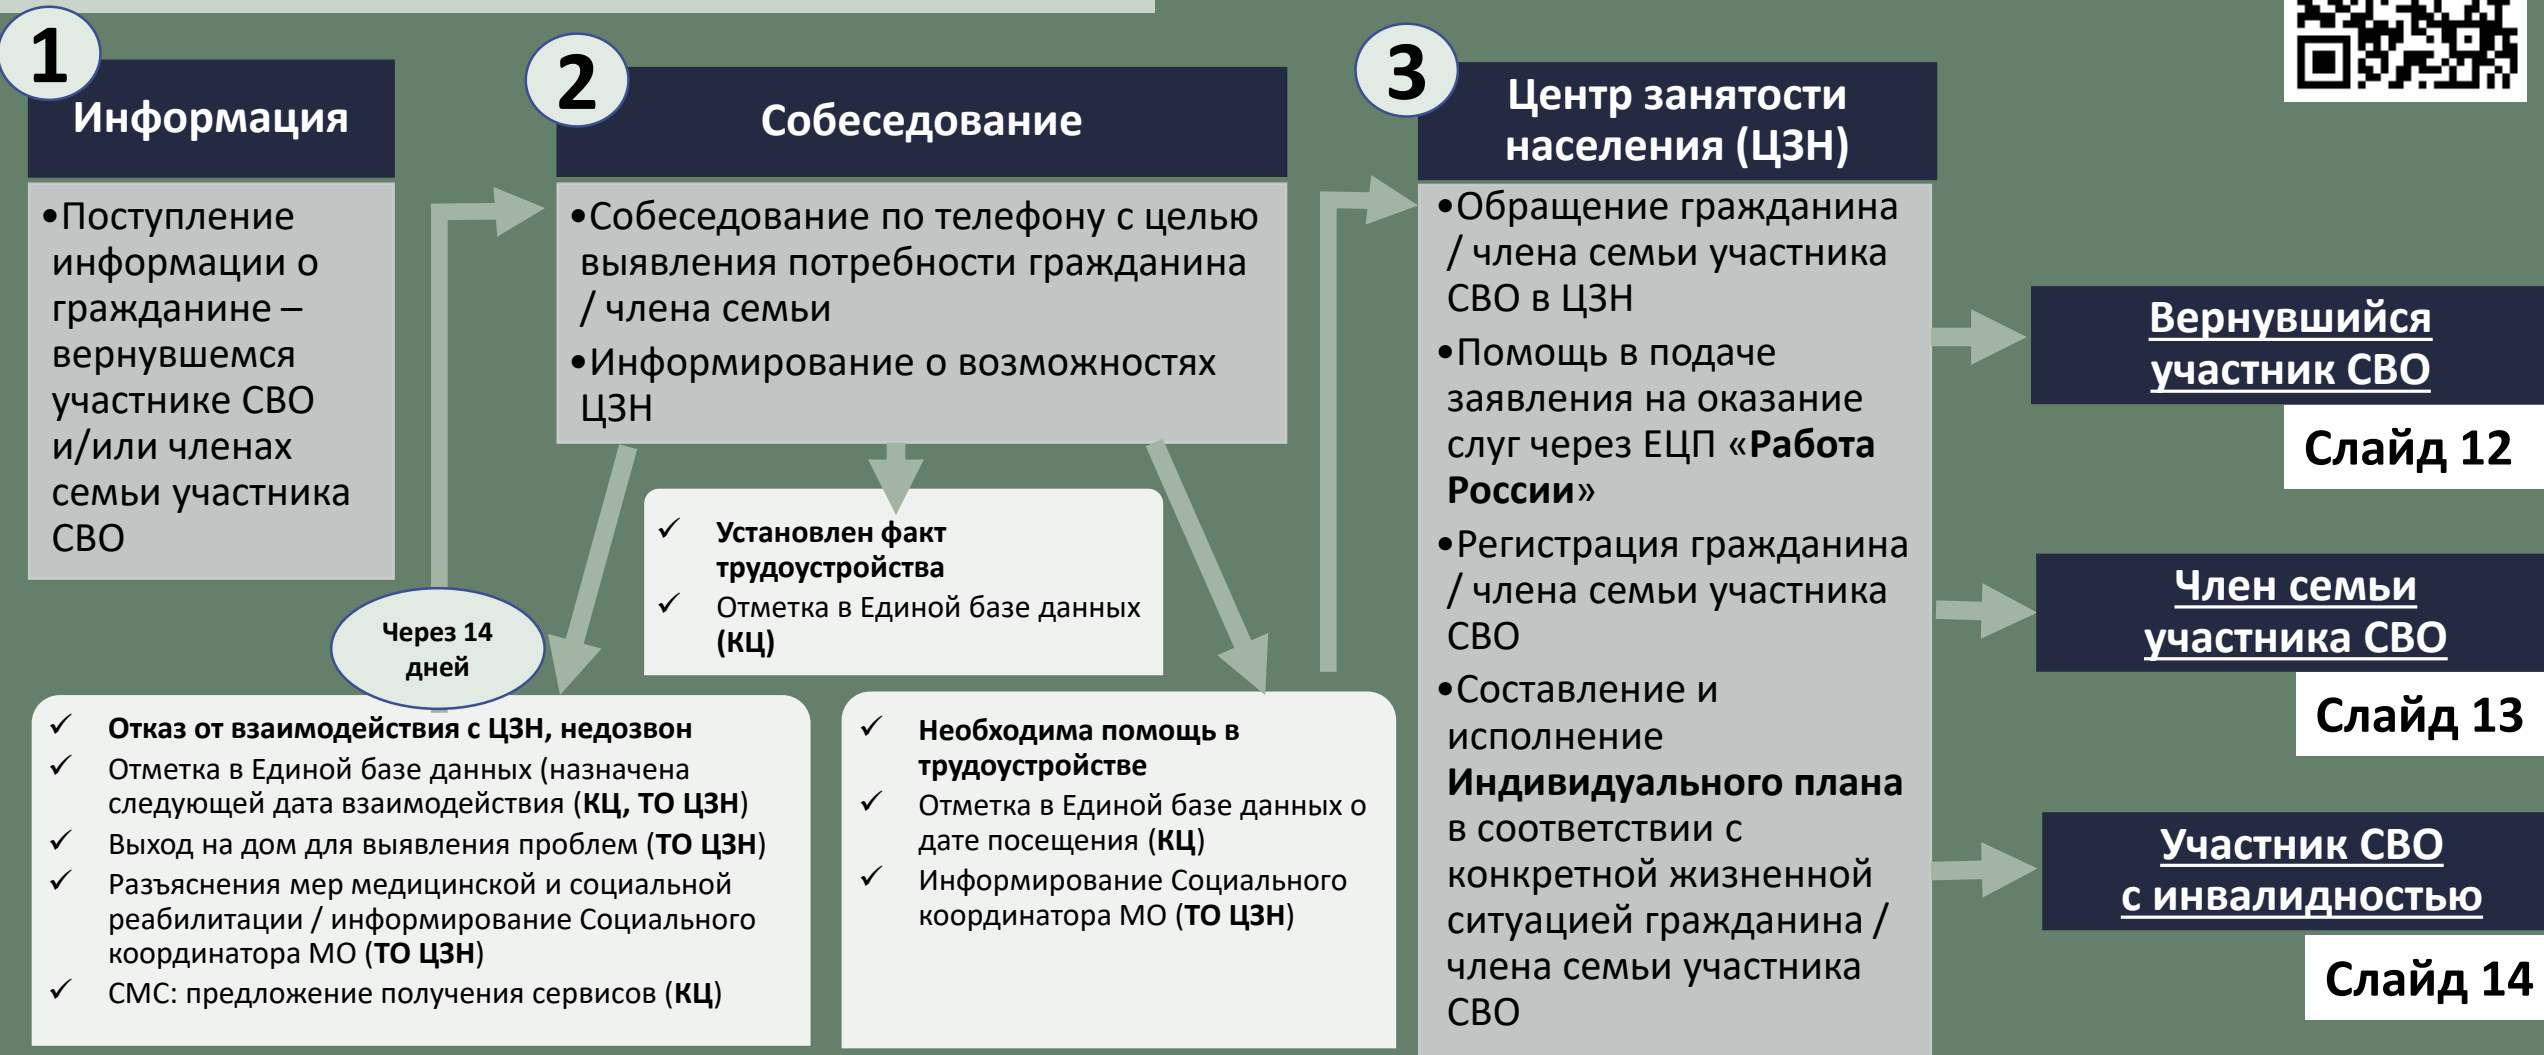 1
Информация
•Поступление
информации о
гражданине –
вернувшемся
участнике СВО
и/или членах
семьи участника
СВО
2
Собеседование
•Собеседование по телефону с целью
выявления потребности гражданина
/ члена семьи
•Информирование о возможностях
ЦЗН
✓ Установлен факт
трудоустройства
✓ Отметка в Единой базе данных
(КЦ)
Через 14
дней
✓ Отказ от взаимодействия с ЦЗН, недозвон
✓ Отметка в Единой базе данных (назначена
следующей дата взаимодействия (КЦ, ТО ЦЗН)
✓ Выход на дом для выявления проблем (ТО ЦЗН)
✓ Разъяснения мер медицинской и социальной
реабилитации / информирование Социального
координатора МО (ТО ЦЗН)
✓ СМС: предложение получения сервисов (КЦ)
✓ Необходима помощь в
трудоустройстве
✓ Отметка в Единой базе данных о
дате посещения (КЦ)
✓ Информирование Социального
координатора МО (ТО ЦЗН)
3
Центр занятости
населения (ЦЗН)
•Обращение гражданина
/ члена семьи участника
СВО в ЦЗН
•Помощь в подаче
заявления на оказание
слуг через ЕЦП «Работа
России»
•Регистрация гражданина
/ члена семьи участника
СВО
•Составление и
исполнение
Индивидуального плана
в соответствии с
конкретной жизненной
ситуацией гражданина /
члена семьи участника
СВО
Вернувшийся
участник СВО
Слайд 12
Член семьи
участника СВО
Слайд 13
Участник СВО
с инвалидностью
Слайд 14